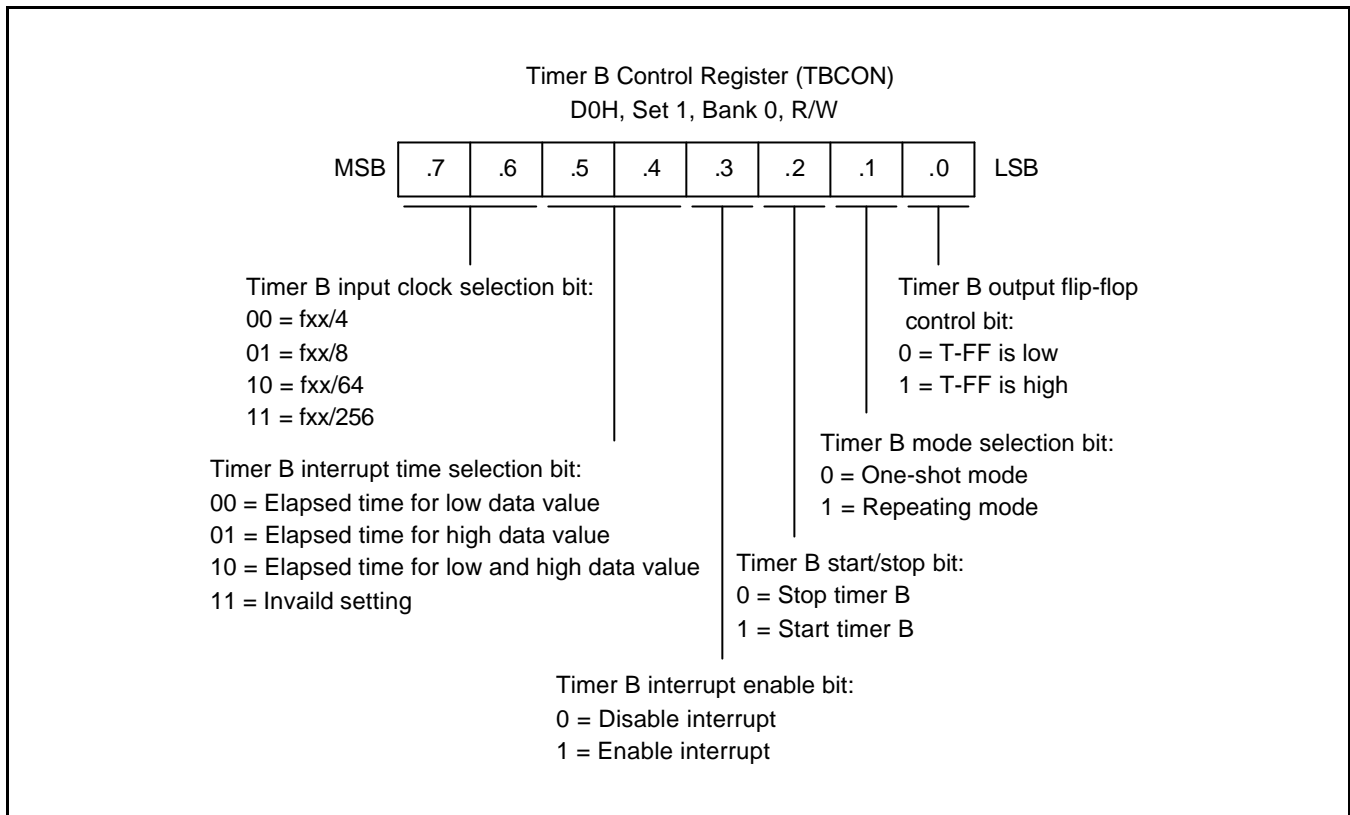 Timer B Control Register (TBCON)
D0H, Set 1, Bank 0, R/W
MSB .7 .6 .5 .4 .3 .2 .1 .0 LSB
Timer B input clock selection bit:
00 = fxx/4
01 = fxx/8
10 = fxx/64
11 = fxx/256
Timer B output flip-flop
control bit:
0 = T-FF is low
1 = T-FF is high
Timer B interrupt time selection bit:
00 = Elapsed time for low data value
01 = Elapsed time for high data value
10 = Elapsed time for low and high data value
11 = Invaild setting
Timer B mode selection bit:
0 = One-shot mode
1 = Repeating mode
Timer B start/stop bit:
0 = Stop timer B
1 = Start timer B
Timer B interrupt enable bit:
0 = Disable interrupt
1 = Enable interrupt